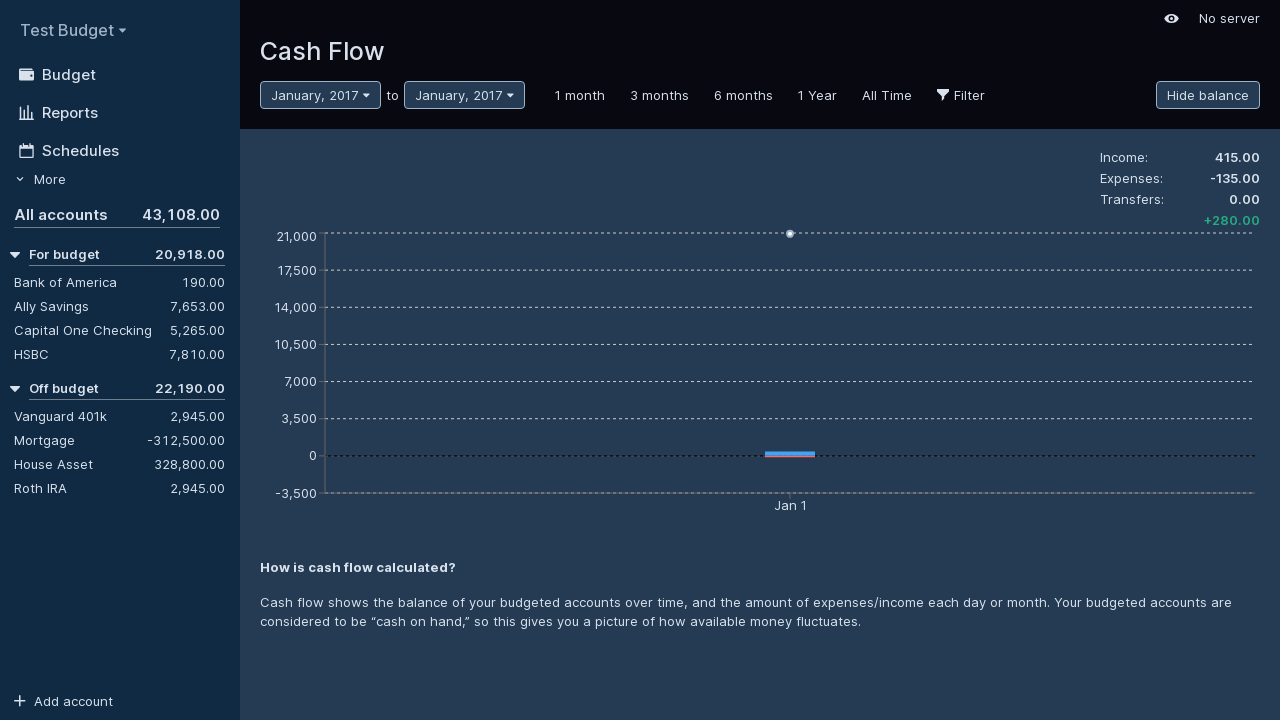 Test Budget
Budget
Reports
Schedules
More
All accounts 43,108.00
For budget 20,918.00
Bank of America 190.00
Ally Savings 7,653.00
Capital One Checking 5,265.00
HSBC 7,810.00
Off budget 22,190.00
Vanguard 401k 2,945.00
Mortgage -312,500.00
House Asset 328,800.00
Roth IRA 2,945.00
Add account
No server
Cash Flow
January, 2017 to January, 2017 1 month 3 months 6 months 1 Year All Time Filter Hide balance
Income: 415.00
Expenses: -135.00
Transfers: 0.00
+280.00
21,000
17,500
14,000
10,500
7,000
3,500
0
-3,500
Jan 1
How is cash flow calculated?
Cash flow shows the balance of your budgeted accounts over time, and the amount of expenses/income each day or month. Your budgeted accounts are
considered to be “cash on hand,” so this gives you a picture of how available money fluctuates.